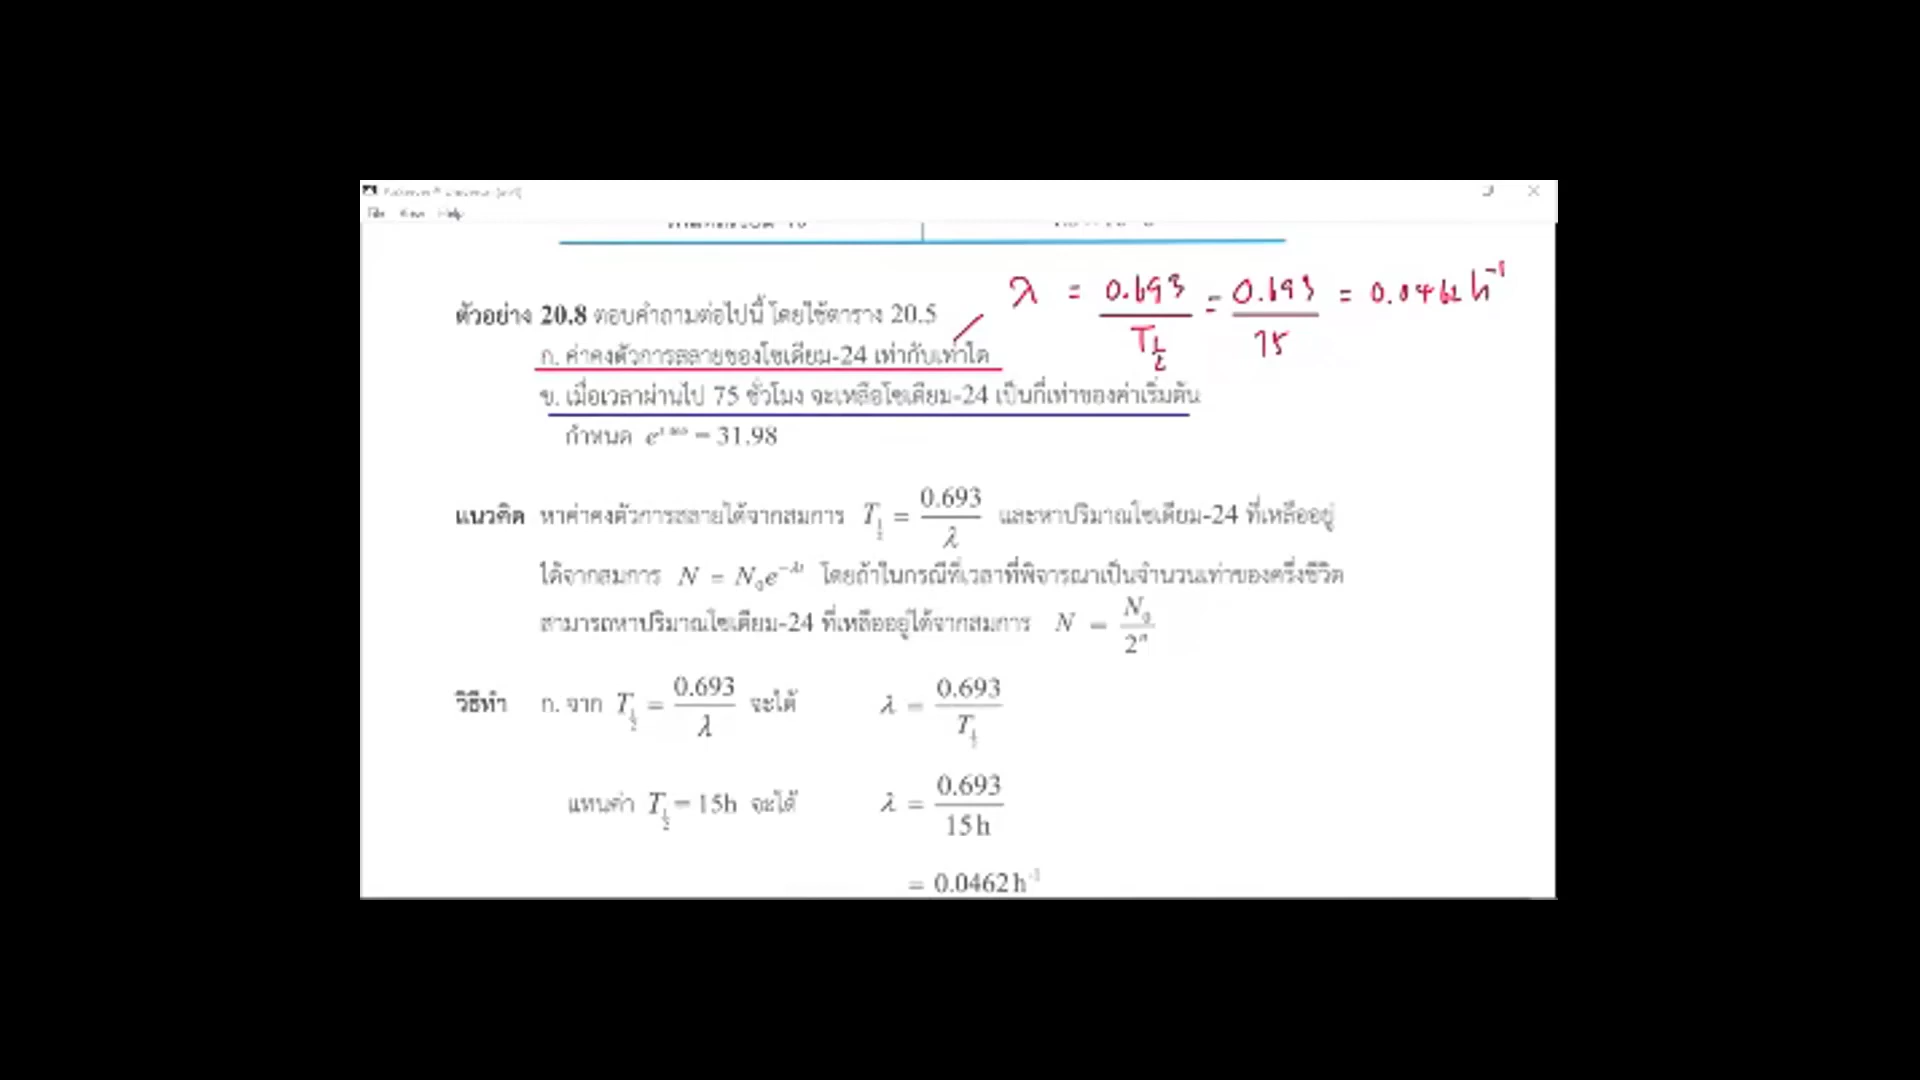 File View Help
λ = 0.693 / T½ = 0.693 / 15 = 0.0462 h⁻¹
ตัวอย่าง 20.8 ตอบคำถามต่อไปนี้ โดยใช้ตาราง 20.5
ก. ค่าคงตัวการสลายของโซเดียม-24 เท่ากับเท่าใด
ข. เมื่อเวลาผ่านไป 75 ชั่วโมง จะเหลือโซเดียม-24 เป็นกี่เท่าของค่าเริ่มต้น
กำหนด = 31.98
แนวคิด หาค่าคงตัวการสลายได้จากสมการ T½ = 0.693 / λ และหาปริมาณโซเดียม-24 ที่เหลืออยู่
ได้จากสมการ N = N₀e^−λt โดยถ้าในกรณีที่เวลาที่พิจารณาเป็นจำนวนเท่าของครึ่งชีวิต
สามารถหาปริมาณโซเดียม-24 ที่เหลืออยู่ได้จากสมการ N = N₀ / 2ⁿ
วิธีทำ ก. จาก T½ = 0.693 / λ จะได้ λ = 0.693 / T½
แทนค่า T½ = 15h จะได้ λ = 0.693 / 15 h
= 0.0462 h⁻¹